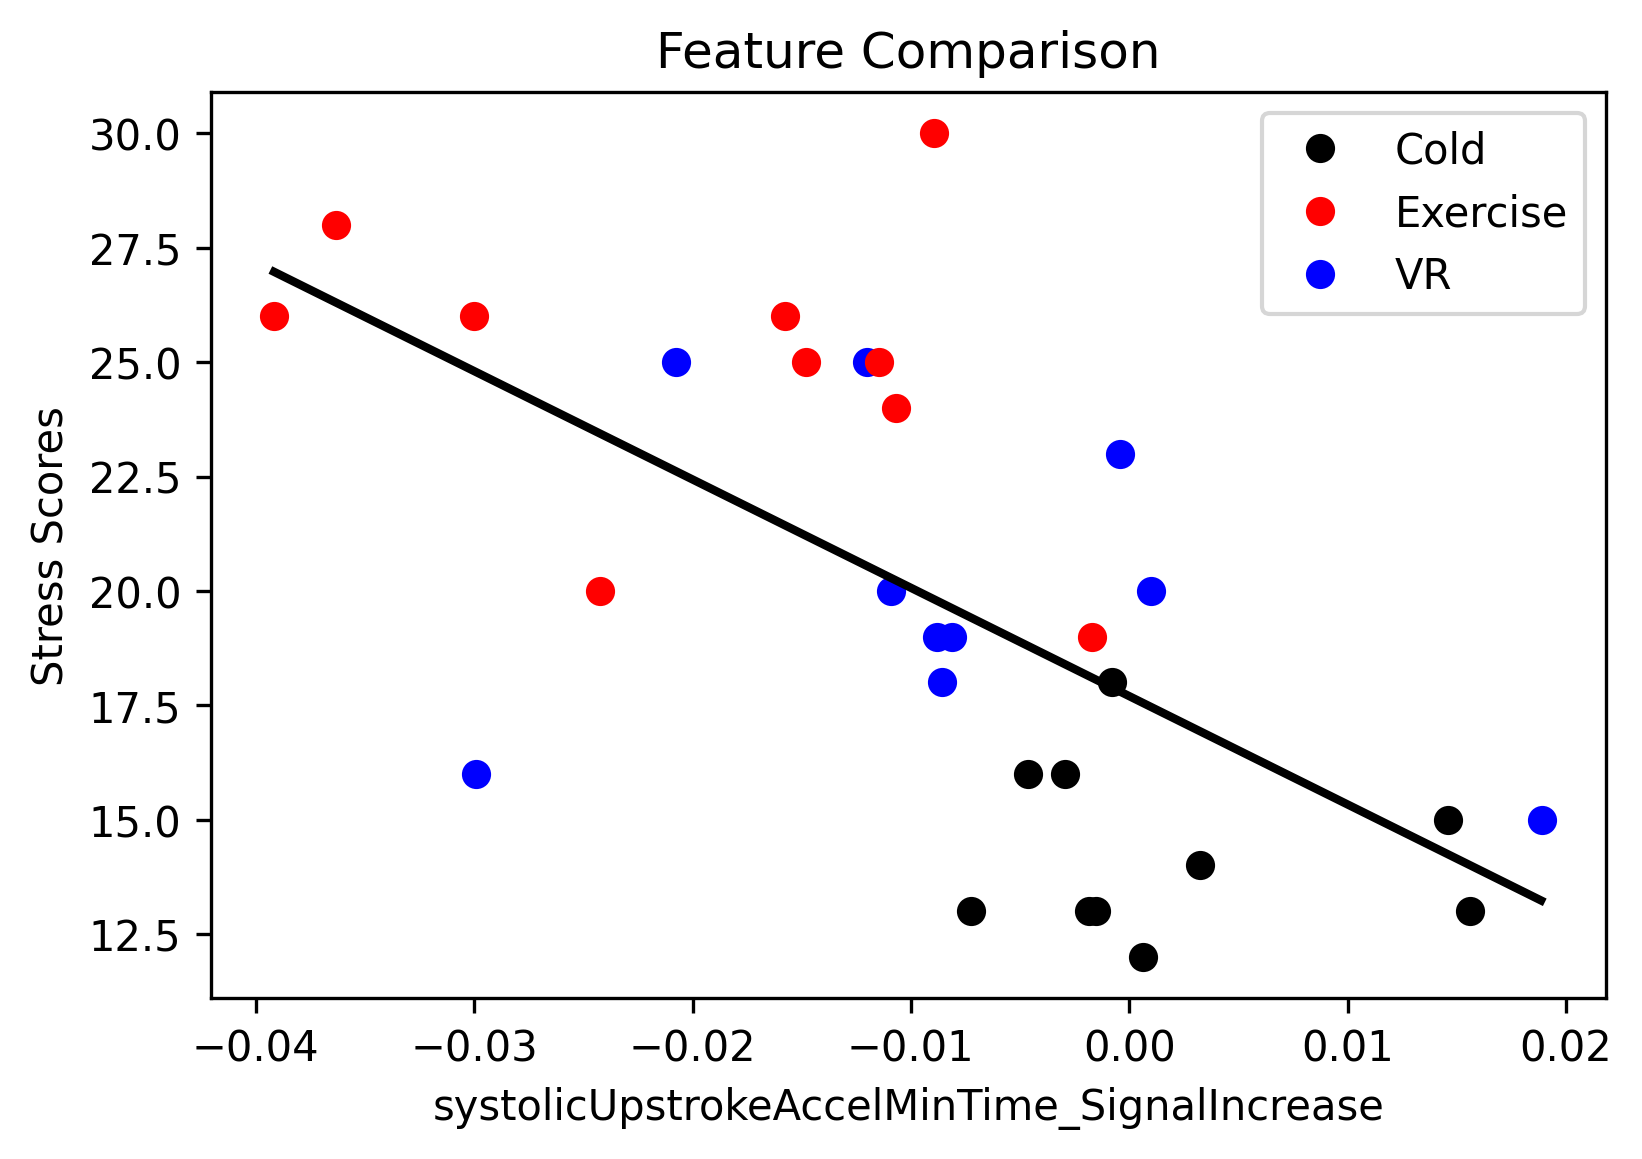 Feature Comparison
30.0
27.5
25.0
22.5
20.0
17.5
15.0
12.5
Stress Scores
Cold
Exercise
VR
−0.04 −0.03 −0.02 −0.01 0.00 0.01 0.02
systolicUpstrokeAccelMinTime_SignalIncrease